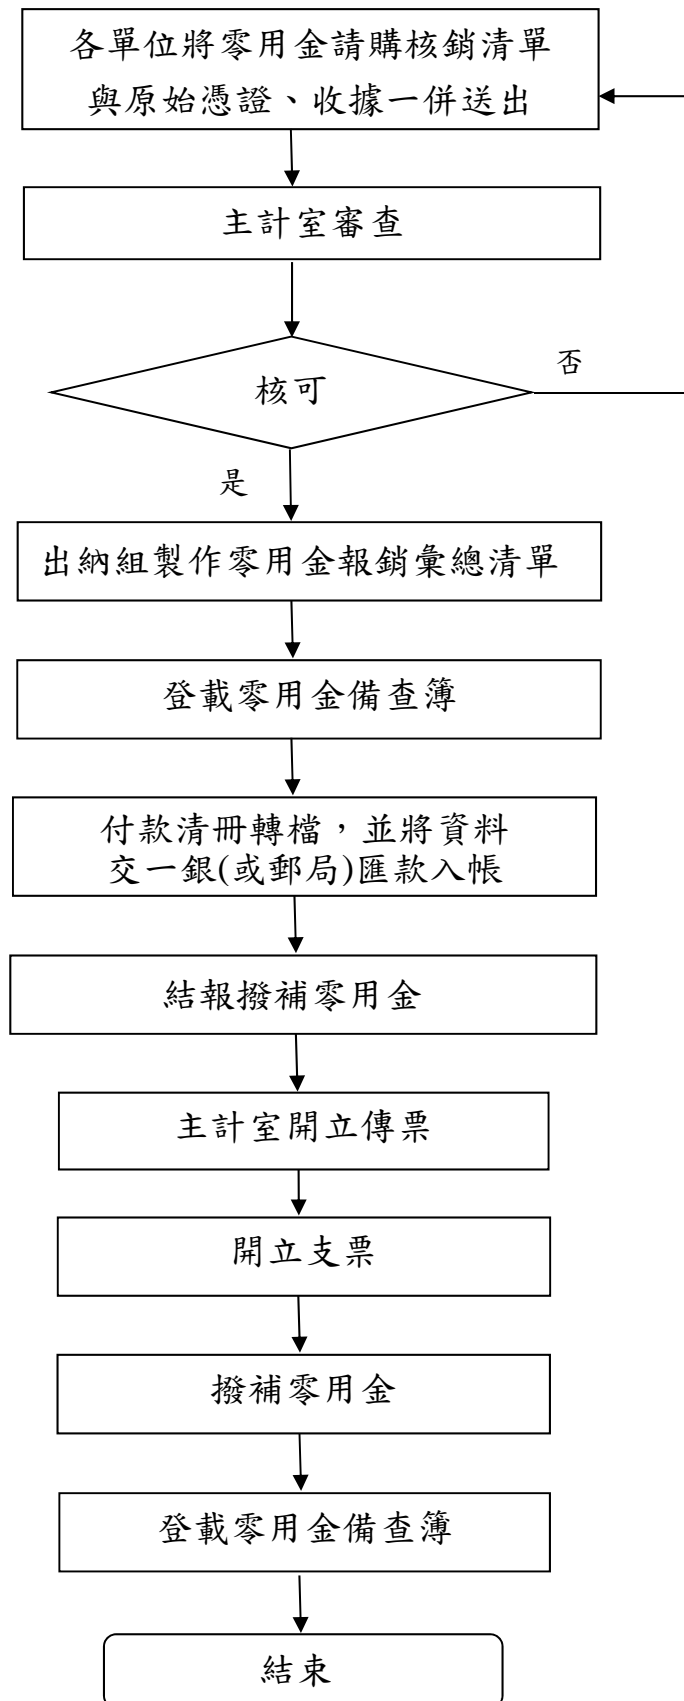 各單位將零用金請購核銷清單
與原始憑證、收據一併送出
主計室審查
核可
否
是
出納組製作零用金報銷彙總清單
登載零用金備查簿
付款清冊轉檔，並將資料
交一銀(或郵局)匯款入帳
結報撥補零用金
主計室開立傳票
開立支票
撥補零用金
登載零用金備查簿
結束